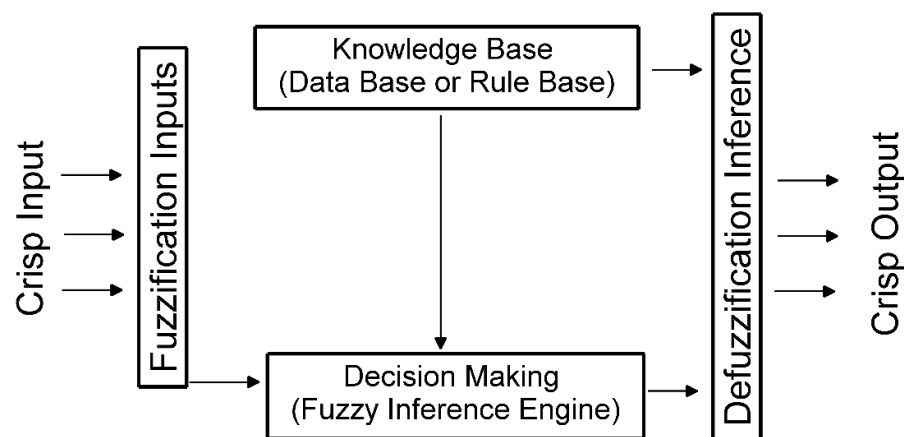 Crisp Input
Fuzzification Inputs
Knowledge Base
(Data Base or Rule Base)
Decision Making
(Fuzzy Inference Engine)
Defuzzification Inference
Crisp Output